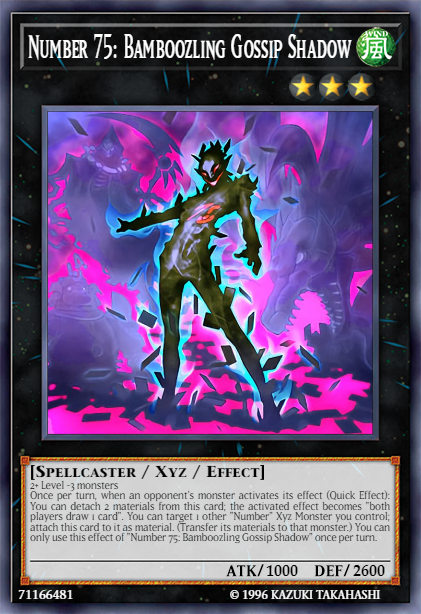 NUMBER 75: BAMBOOZLING GOSSIP SHADOW
WIND
風
[SPELLCASTER / XYZ / EFFECT]
2+ Level -3 monsters
Once per turn, when an opponent's monster activates its effect (Quick Effect):
You can detach 2 materials from this card; the activated effect becomes "both
players draw 1 card". You can target 1 other "Number" Xyz Monster you control;
attach this card to it as material. (Transfer its materials to that monster.) You can
only use this effect of "Number 75: Bamboozling Gossip Shadow" once per turn.
ATK/1000 DEF/2600
71166481
© 1996 KAZUKI TAKAHASHI